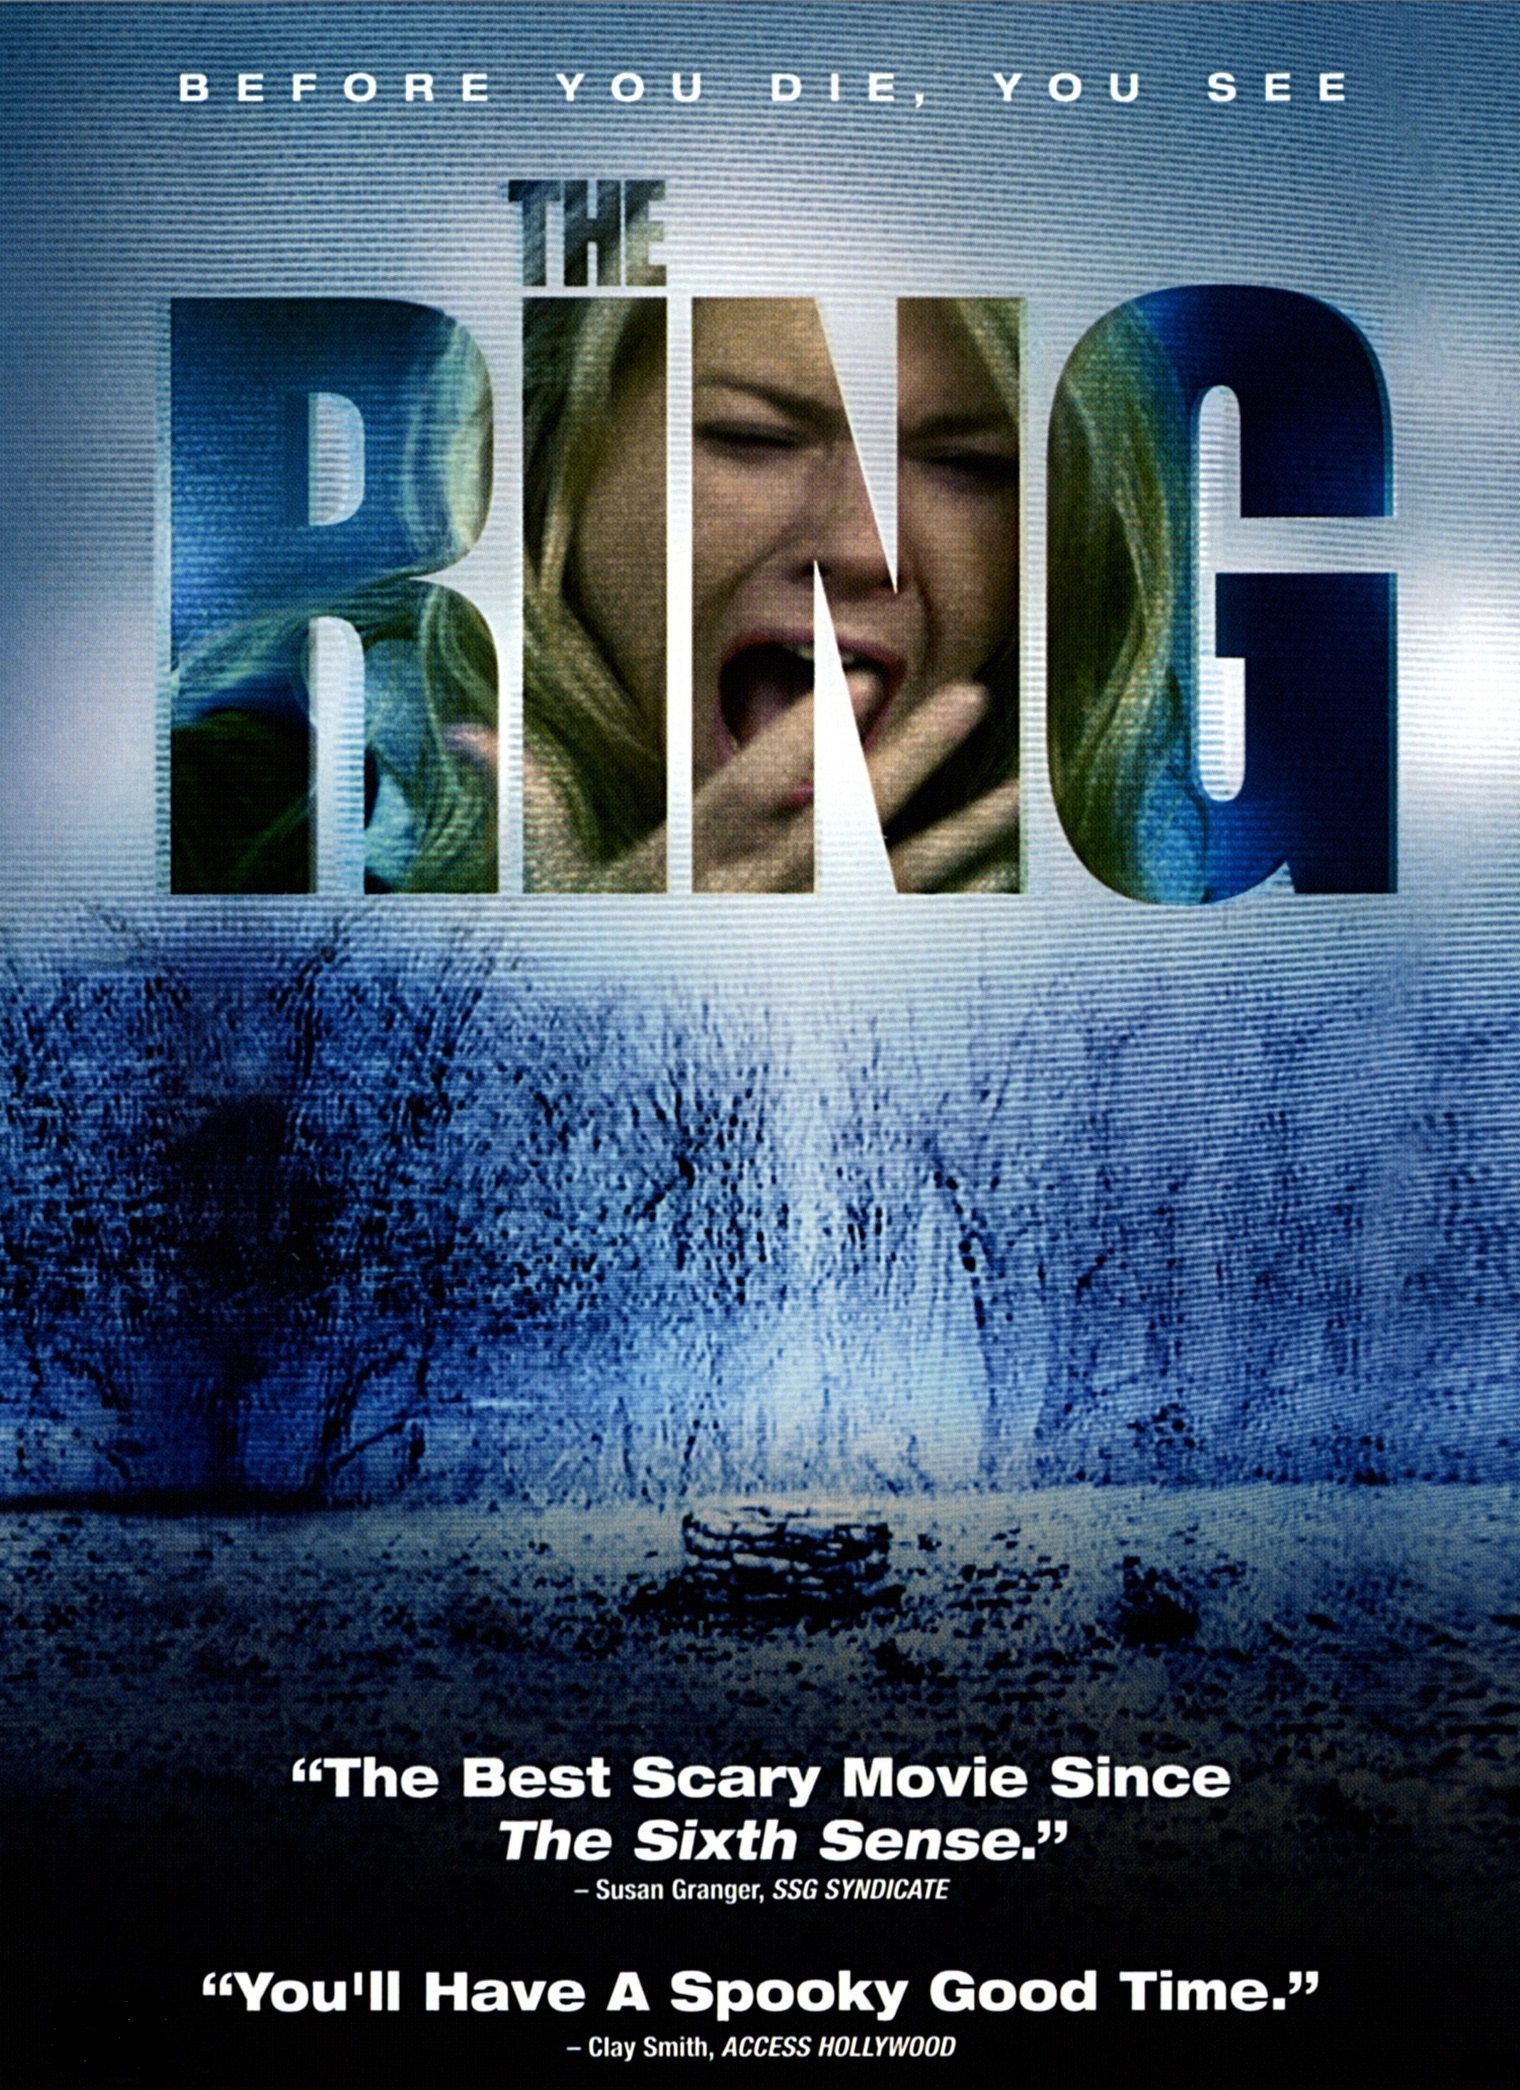 BEFORE YOU DIE, YOU SEE
THE
RING
“The Best Scary Movie Since
The Sixth Sense.”
– Susan Granger, SSG SYNDICATE
“You'll Have A Spooky Good Time.”
– Clay Smith, ACCESS HOLLYWOOD